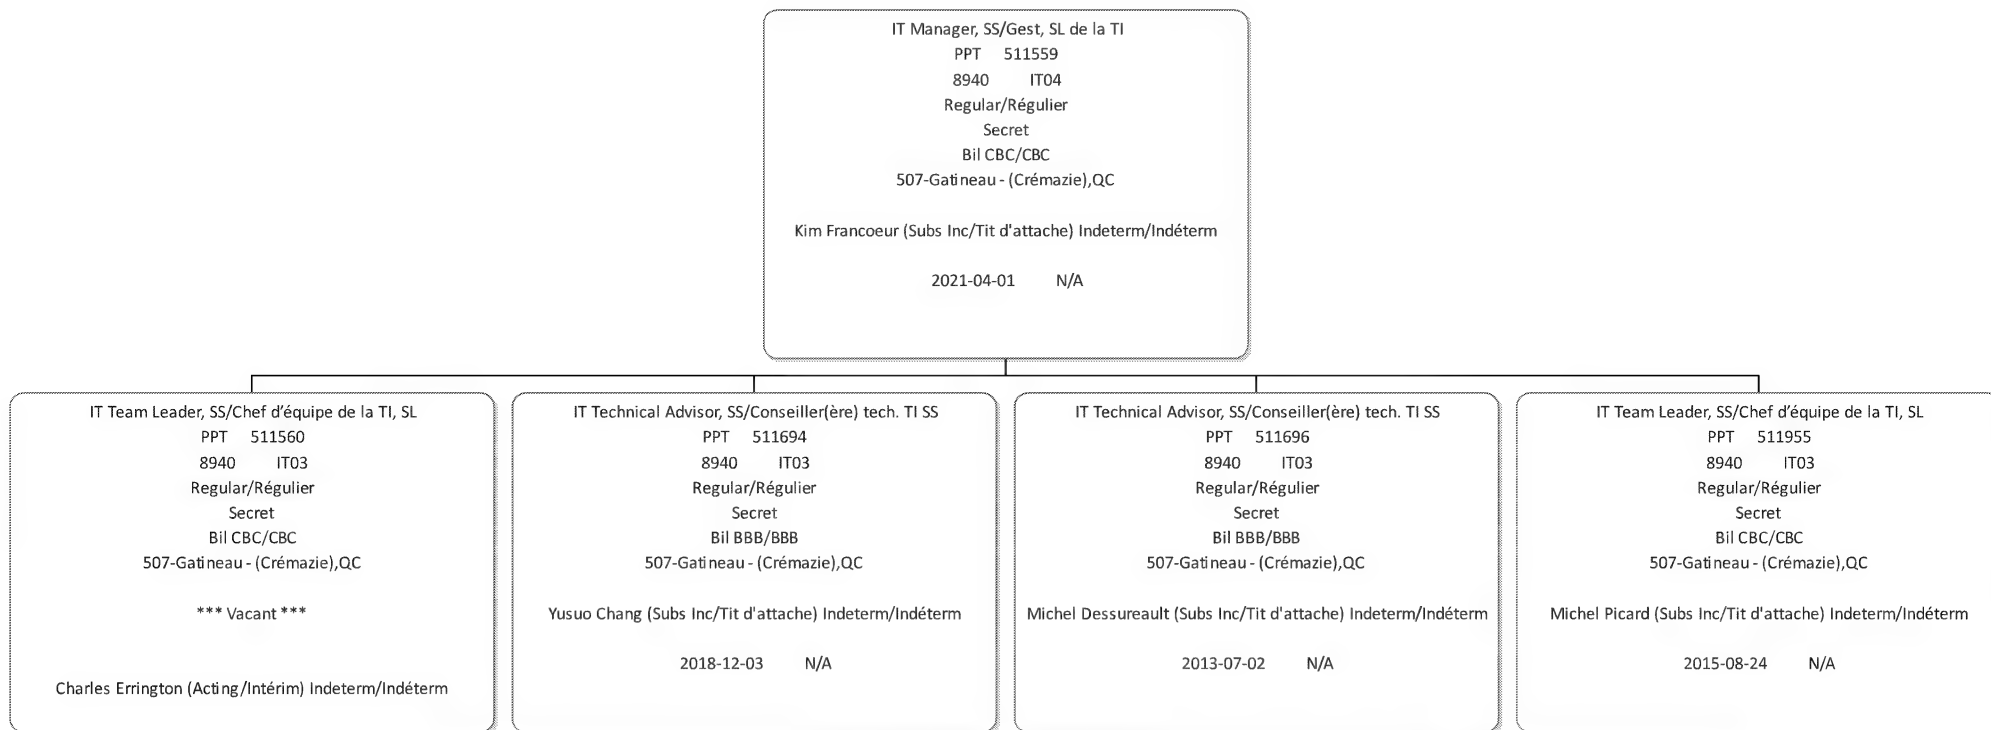 IT Manager, SS/Gest, SL de la TI
PPT 511559
8940 IT04
Regular/Régulier
Secret
Bil CBC/CBC
507-Gatineau - (Crémazie),QC
Kim Francoeur (Subs Inc/Tit d'attache) Indeterm/Indéterm
2021-04-01 N/A
IT Team Leader, SS/Chef d’équipe de la TI, SL
PPT 511560
8940 IT03
Regular/Régulier
Secret
Bil CBC/CBC
507-Gatineau - (Crémazie),QC
*** Vacant ***
Charles Errington (Acting/Intérim) Indeterm/Indéterm
IT Technical Advisor, SS/Conseiller(ère) tech. TI SS
PPT 511694
8940 IT03
Regular/Régulier
Secret
Bil BBB/BBB
507-Gatineau - (Crémazie),QC
Yusuo Chang (Subs Inc/Tit d'attache) Indeterm/Indéterm
2018-12-03 N/A
IT Technical Advisor, SS/Conseiller(ère) tech. TI SS
PPT 511696
8940 IT03
Regular/Régulier
Secret
Bil BBB/BBB
507-Gatineau - (Crémazie),QC
Michel Dessureault (Subs Inc/Tit d'attache) Indeterm/Indéterm
2013-07-02 N/A
IT Team Leader, SS/Chef d’équipe de la TI, SL
PPT 511955
8940 IT03
Regular/Régulier
Secret
Bil CBC/CBC
507-Gatineau - (Crémazie),QC
Michel Picard (Subs Inc/Tit d'attache) Indeterm/Indéterm
2015-08-24 N/A